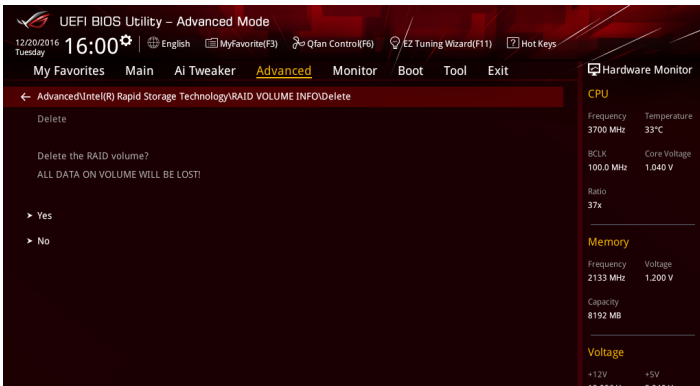 UEFI BIOS Utility – Advanced Mode
12/20/2016 Tuesday 16:00 English MyFavorite(F3) Qfan Control(F6) EZ Tuning Wizard(F11) ? Hot Keys
My Favorites Main Ai Tweaker Advanced Monitor Boot Tool Exit
Hardware Monitor
← Advanced\Intel(R) Rapid Storage Technology\RAID VOLUME INFO\Delete
Delete
Delete the RAID volume?
ALL DATA ON VOLUME WILL BE LOST!
> Yes
> No
CPU
Frequency Temperature
3700 MHz 33°C
BCLK Core Voltage
100.0 MHz 1.040 V
Ratio
37x
Memory
Frequency Voltage
2133 MHz 1.200 V
Capacity
8192 MB
Voltage
+12V +5V